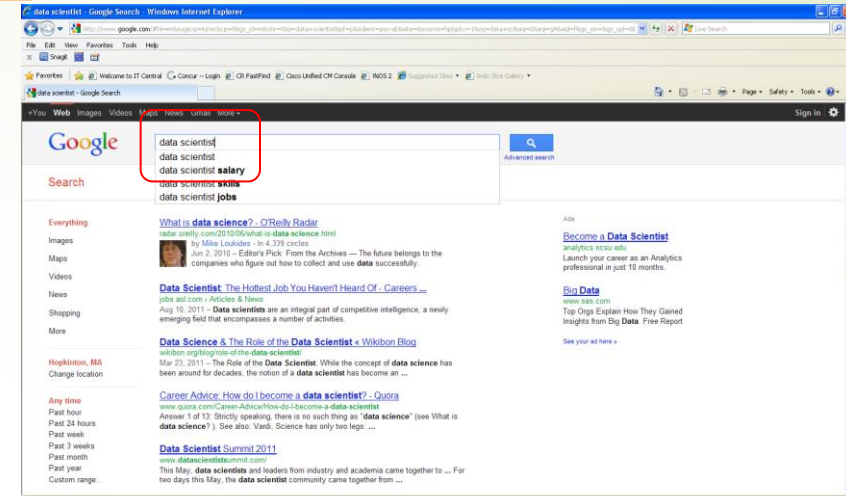 data scientist - Google Search - Windows Internet Explorer
File Edit View Favorites Tools Help
x Snagit
Favorites Welcome to IT Central Concur -- Login CR FastFind Cisco Unified CM Console INOS 2 Suggested Sites Web Slice Gallery
Live Search
data scientist - Google Search
Page Safety Tools
+You Web Images Videos Maps News Gmail More
Sign in
Google
data scientist
Advanced search
data scientist
data scientist salary
data scientist skills
data scientist jobs
Search
Everything
Images
Maps
Videos
News
Shopping
More
Hopkinton, MA
Change location
Any time
Past hour
Past 24 hours
Past week
Past 3 weeks
Past month
Past year
Custom range...
What is data science? - O'Reilly Radar
radar.oreilly.com/2010/06/what-is-data-science.html
by Mike Loukides - In 4,339 circles
Jun 2, 2010 – Editor's Pick: From the Archives — The future belongs to the
companies who figure out how to collect and use data successfully.
Data Scientist: The Hottest Job You Haven't Heard Of - Careers ...
jobs.aol.com › Articles & News
Aug 10, 2011 – Data scientists are an integral part of competitive intelligence, a newly
emerging field that encompasses a number of activities.
Data Science & The Role of the Data Scientist « Wikibon Blog
wikibon.org/blog/role-of-the-data-scientist/
Mar 23, 2011 – The Role of the Data Scientist. While the concept of data science has
been around for decades, the notion of a data scientist has become an ...
Career Advice: How do I become a data scientist? - Quora
www.quora.com/Career-Advice/How-do-I-become-a-data-scientist
Answer 1 of 13: Strictly speaking, there is no such thing as "data science" (see What is
data science? ). See also: Vardi, Science has only two legs: ...
Data Scientist Summit 2011
www.datascientistsummit.com/
This May, data scientists and leaders from industry and academia came together to ... For
two days this May, the data scientist community came together from ...
Ads
Become a Data Scientist
analytics.ncsu.edu
Launch your career as an Analytics
professional in just 10 months.
Big Data
www.sas.com
Top Orgs Explain How They Gained
Insights from Big Data. Free Report
See your ad here »